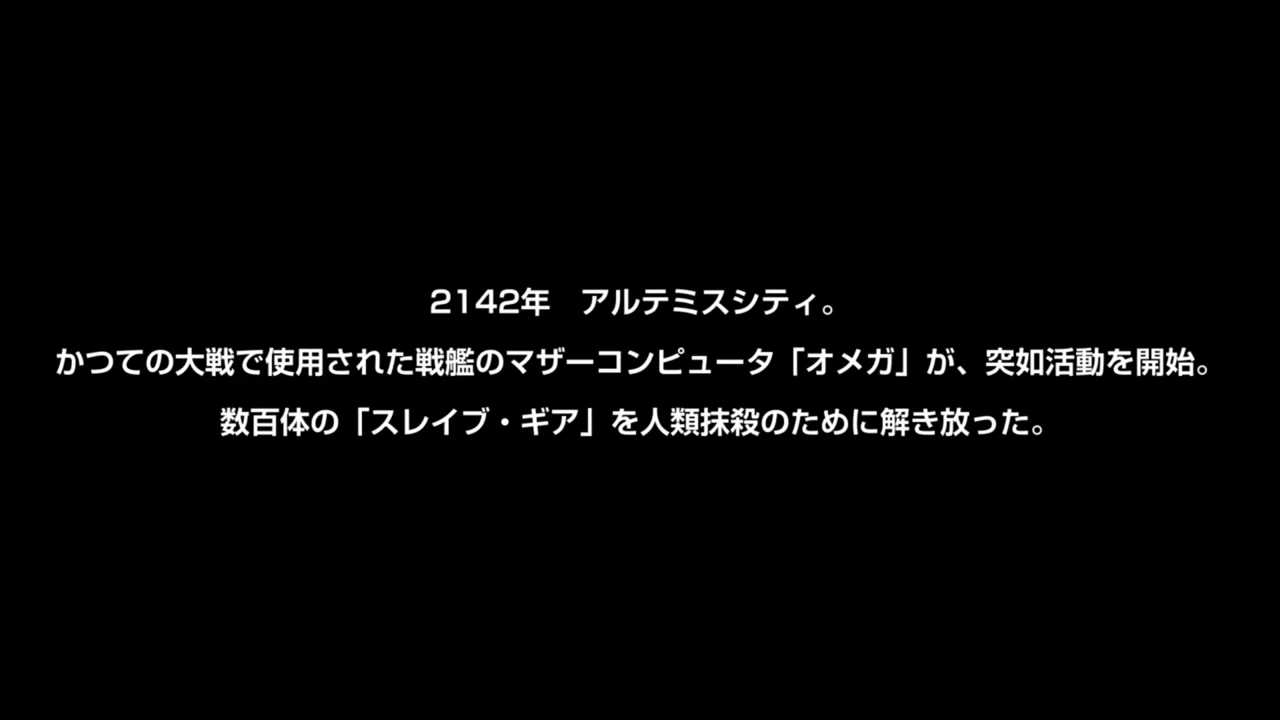 2142年　アルテミスシティ。
かつての大戦で使用された戦艦のマザーコンピュータ「オメガ」が、突如活動を開始。
数百体の「スレイブ・ギア」を人類抹殺のために解き放った。